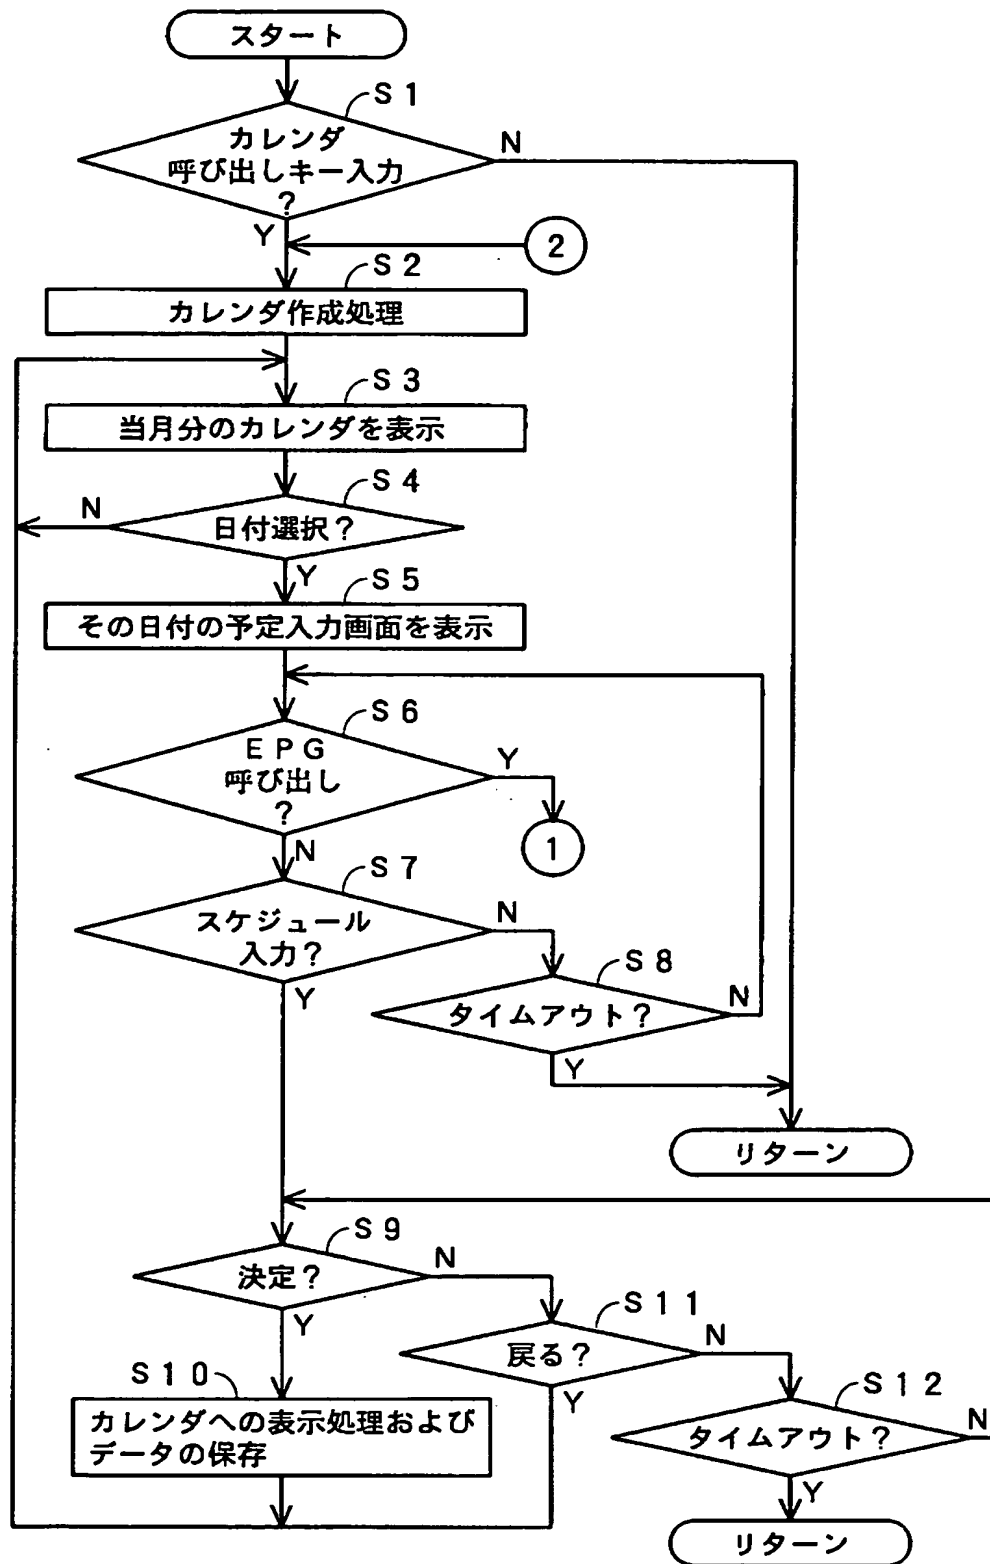 スタート
S1
カレンダ
呼び出しキー入力
?
N
Y
2
S2
カレンダ作成処理
S3
当月分のカレンダを表示
S4
N
日付選択?
Y
S5
その日付の予定入力画面を表示
S6
EPG
呼び出し
?
Y
1
N
S7
スケジュール
入力?
N
Y
S8
タイムアウト?
N
Y
リターン
S9
決定?
N
Y
S11
戻る?
N
Y
S10
カレンダへの表示処理および
データの保存
S12
タイムアウト?
N
Y
リターン